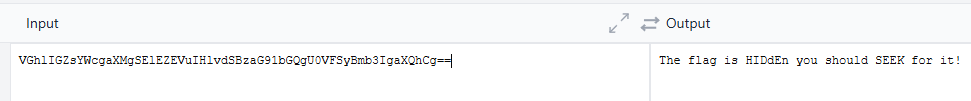 Input
Output
VGhlIGZsYWcgaXMgSElEZEVuIHlvdSBzaG91bGQgU0VFSyBmb3IgaXQhCg==
The flag is HIDdEn you should SEEK for it!